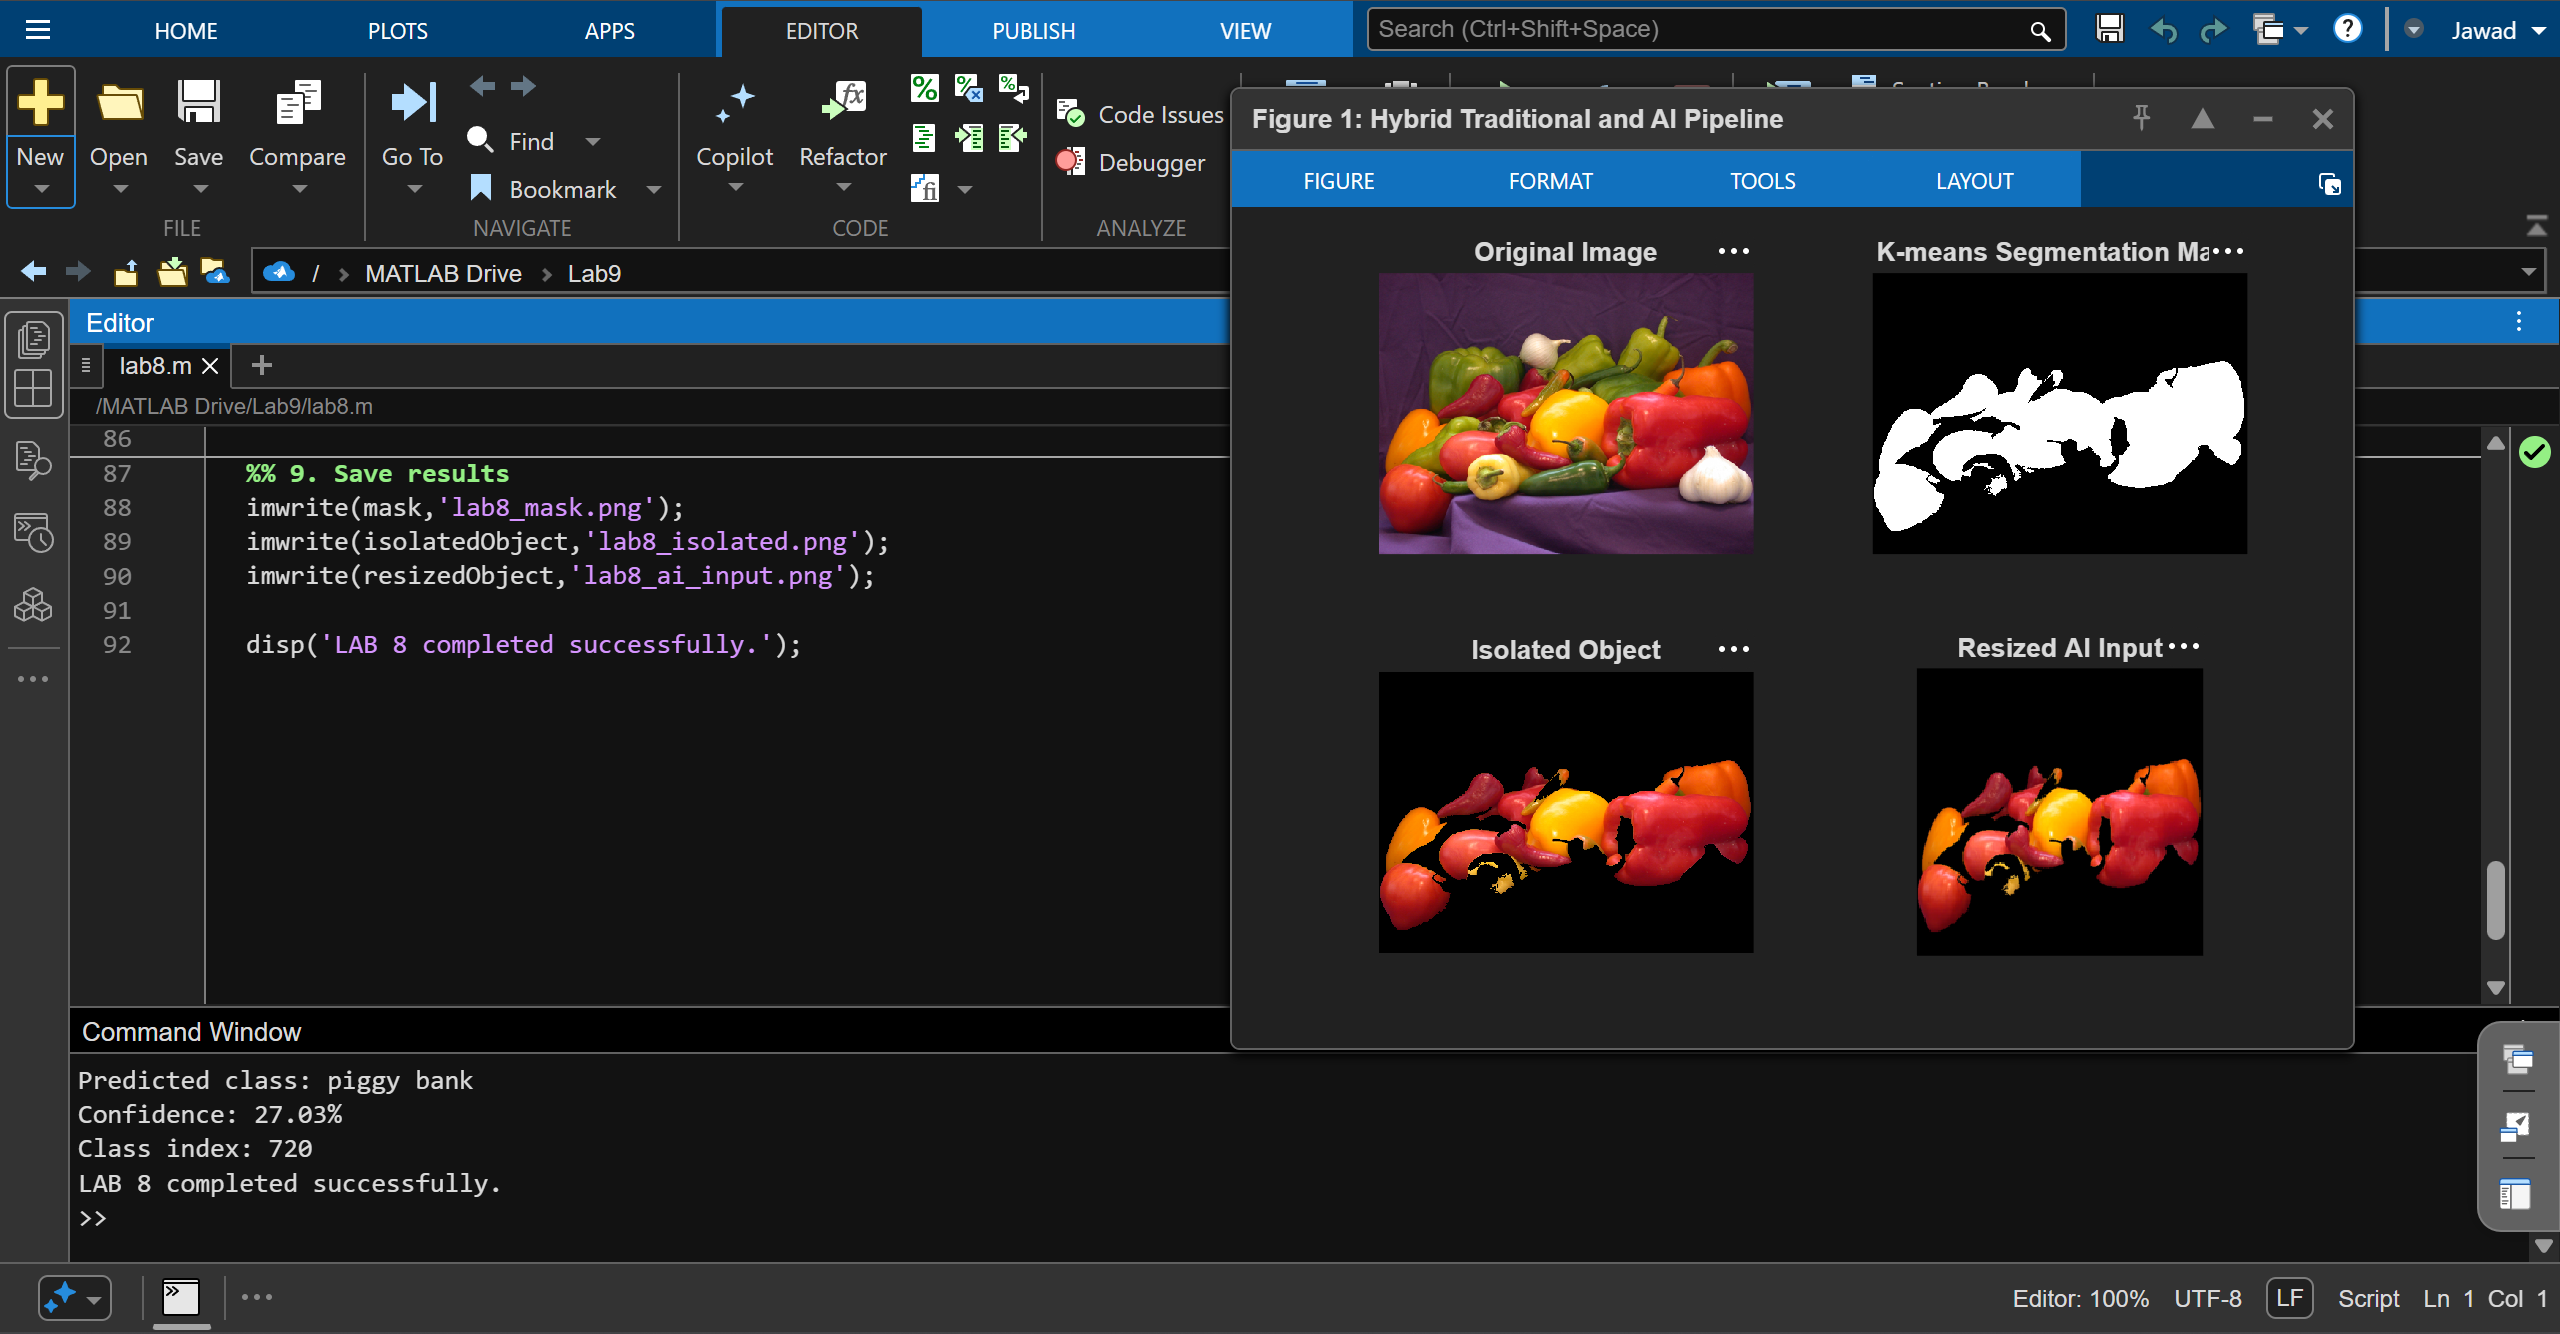 HOME PLOTS APPS EDITOR PUBLISH VIEW Search (Ctrl+Shift+Space) Jawad
New Open Save Compare Go To Find Bookmark Copilot Refactor Code Issues Debugger
FILE NAVIGATE CODE ANALYZE
/ MATLAB Drive Lab9
Editor
lab8.m
/MATLAB Drive/Lab9/lab8.m
86
87 %% 9. Save results
88 imwrite(mask,'lab8_mask.png');
89 imwrite(isolatedObject,'lab8_isolated.png');
90 imwrite(resizedObject,'lab8_ai_input.png');
91
92 disp('LAB 8 completed successfully.');
Figure 1: Hybrid Traditional and AI Pipeline
FIGURE FORMAT TOOLS LAYOUT
Original Image
K-means Segmentation Ma
Isolated Object
Resized AI Input
Command Window
Predicted class: piggy bank
Confidence: 27.03%
Class index: 720
LAB 8 completed successfully.
>>
Editor: 100% UTF-8 LF Script Ln 1 Col 1